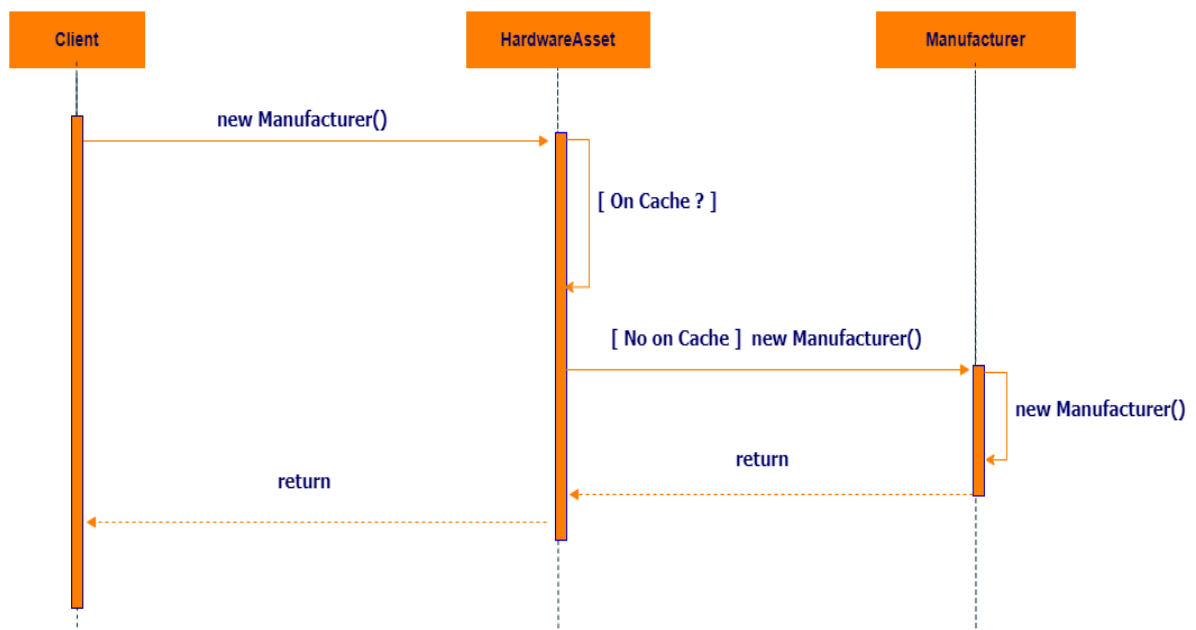 Client
HardwareAsset
Manufacturer
new Manufacturer()
[ On Cache ? ]
[ No on Cache ]  new Manufacturer()
new Manufacturer()
return
return